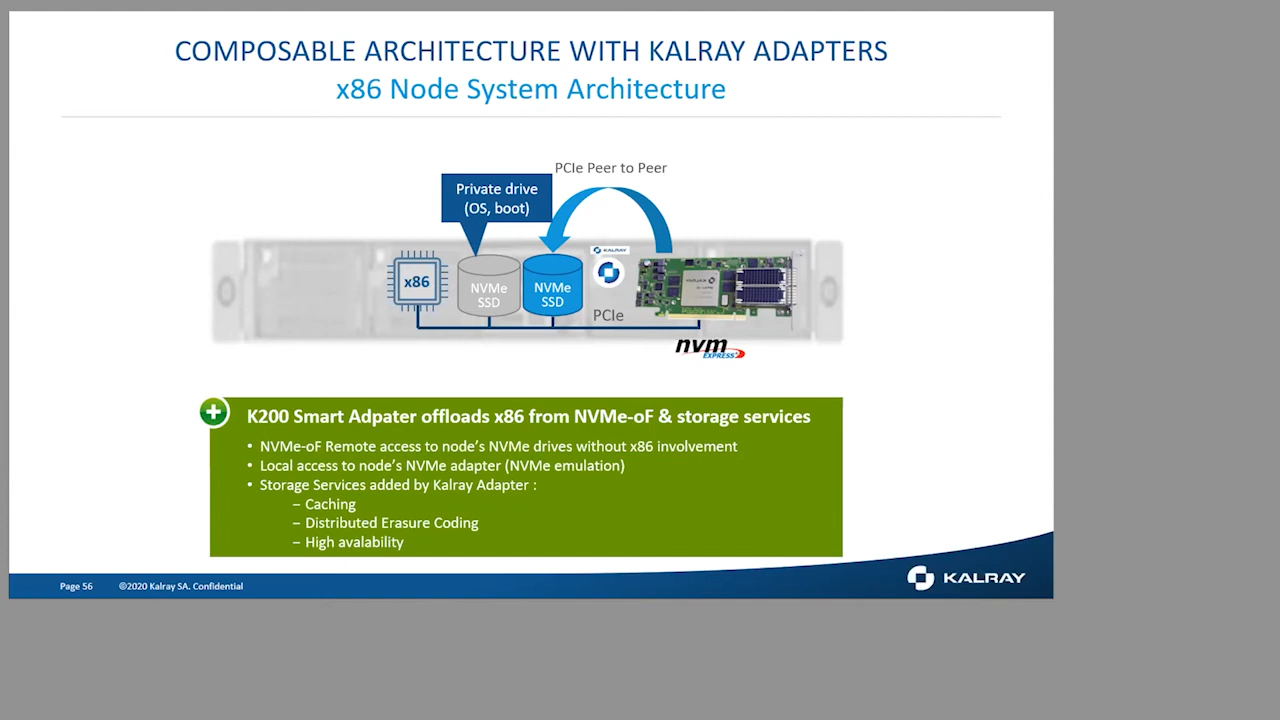 COMPOSABLE ARCHITECTURE WITH KALRAY ADAPTERS
x86 Node System Architecture
PCIe Peer to Peer
Private drive
(OS, boot)
KALRAY
x86
NVMe
SSD
NVMe
SSD
PCIe
nvm
EXPRESS
K200 Smart Adpater offloads x86 from NVMe-oF & storage services
• NVMe-oF Remote access to node's NVMe drives without x86 involvement
• Local access to node's NVMe adapter (NVMe emulation)
• Storage Services added by Kalray Adapter :
– Caching
– Distributed Erasure Coding
– High avalability
Page 56 ©2020 Kalray SA. Confidential
KALRAY